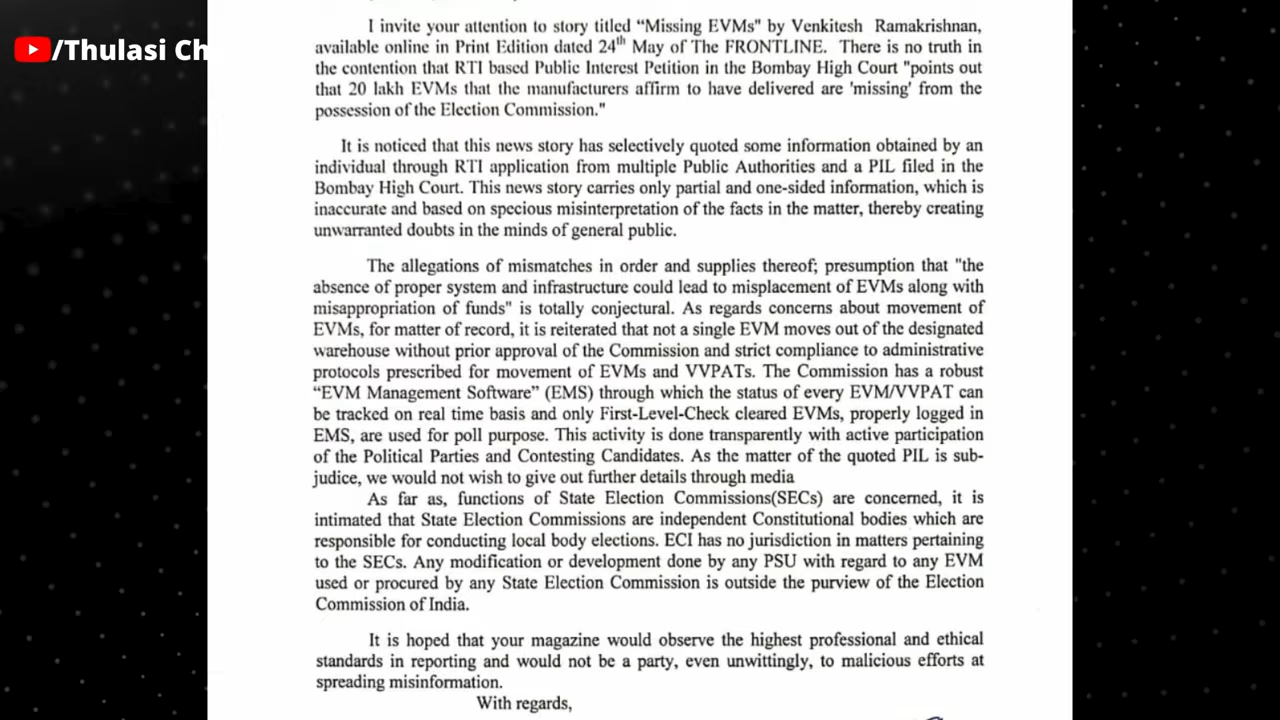 /Thulasi Ch
I invite your attention to story titled “Missing EVMs” by Venkitesh Ramakrishnan,
available online in Print Edition dated 24th May of The FRONTLINE. There is no truth in
the contention that RTI based Public Interest Petition in the Bombay High Court "points out
that 20 lakh EVMs that the manufacturers affirm to have delivered are 'missing' from the
possession of the Election Commission."
It is noticed that this news story has selectively quoted some information obtained by an
individual through RTI application from multiple Public Authorities and a PIL filed in the
Bombay High Court. This news story carries only partial and one-sided information, which is
inaccurate and based on specious misinterpretation of the facts in the matter, thereby creating
unwarranted doubts in the minds of general public.
The allegations of mismatches in order and supplies thereof; presumption that "the
absence of proper system and infrastructure could lead to misplacement of EVMs along with
misappropriation of funds" is totally conjectural. As regards concerns about movement of
EVMs, for matter of record, it is reiterated that not a single EVM moves out of the designated
warehouse without prior approval of the Commission and strict compliance to administrative
protocols prescribed for movement of EVMs and VVPATs. The Commission has a robust
“EVM Management Software” (EMS) through which the status of every EVM/VVPAT can
be tracked on real time basis and only First-Level-Check cleared EVMs, properly logged in
EMS, are used for poll purpose. This activity is done transparently with active participation
of the Political Parties and Contesting Candidates. As the matter of the quoted PIL is sub-
judice, we would not wish to give out further details through media
As far as, functions of State Election Commissions(SECs) are concerned, it is
intimated that State Election Commissions are independent Constitutional bodies which are
responsible for conducting local body elections. ECI has no jurisdiction in matters pertaining
to the SECs. Any modification or development done by any PSU with regard to any EVM
used or procured by any State Election Commission is outside the purview of the Election
Commission of India.
It is hoped that your magazine would observe the highest professional and ethical
standards in reporting and would not be a party, even unwittingly, to malicious efforts at
spreading misinformation.
With regards,